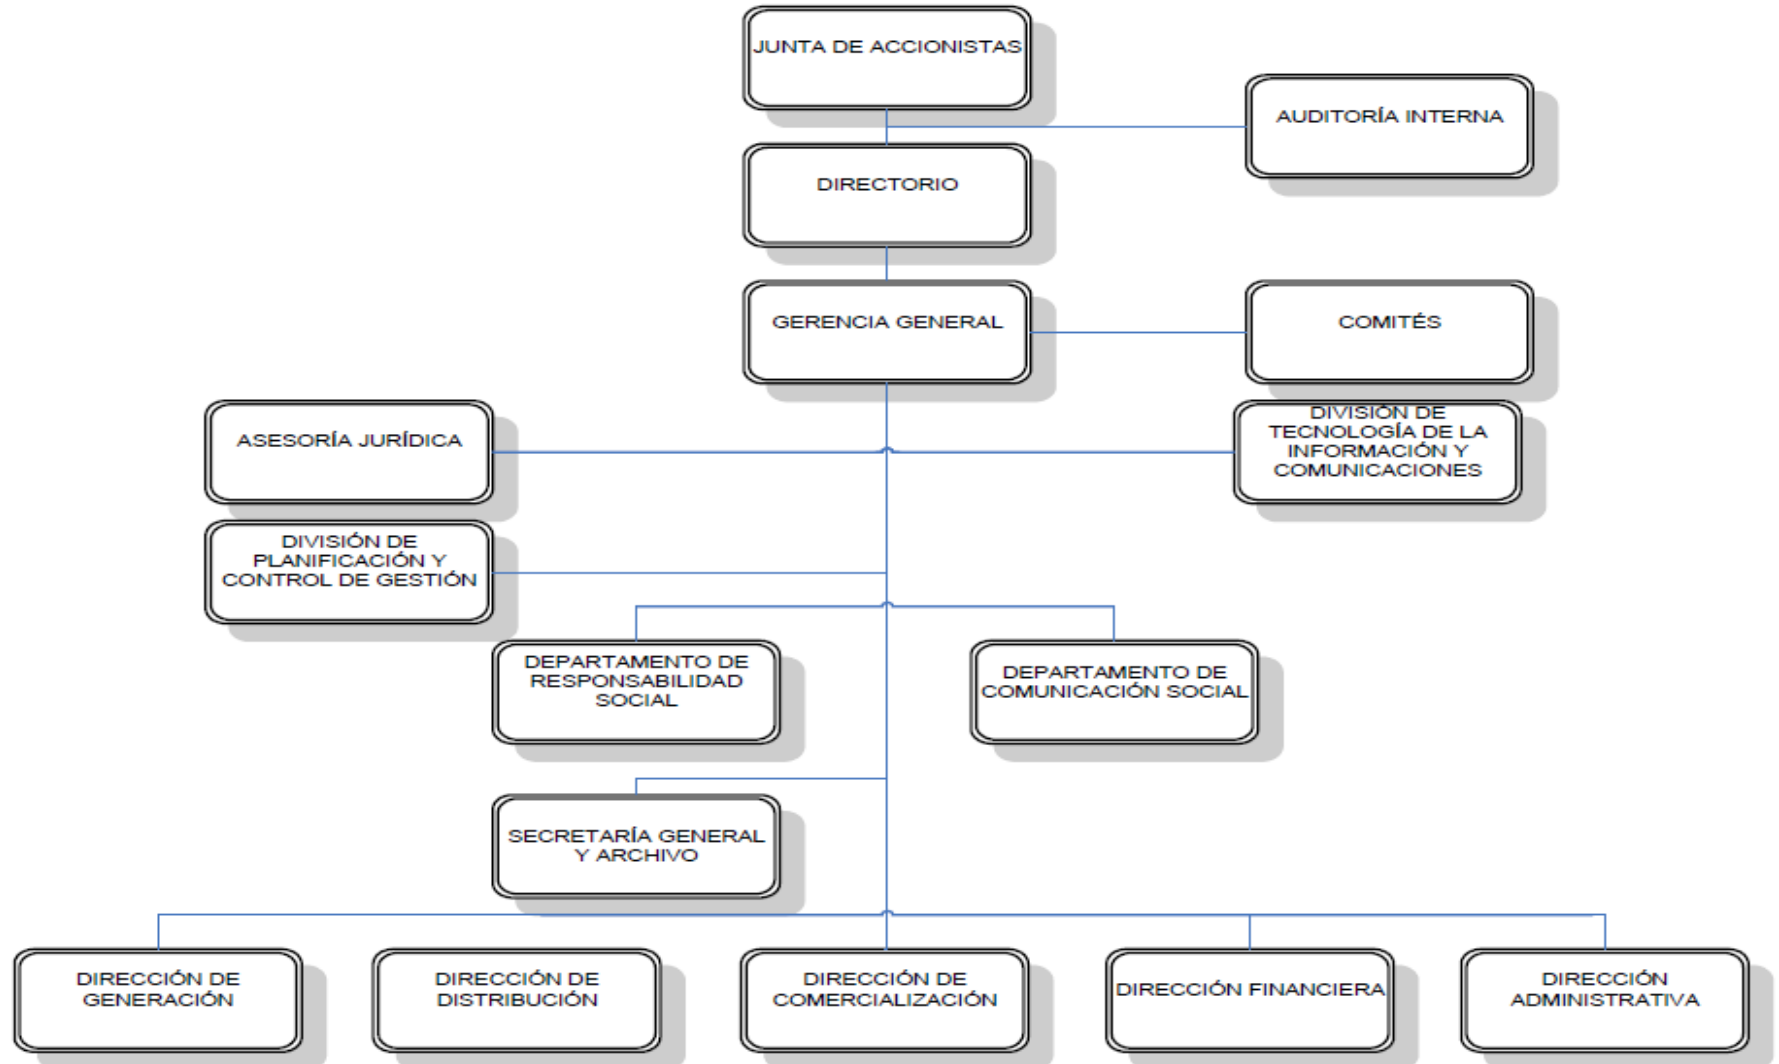 JUNTA DE ACCIONISTAS
AUDITORÍA INTERNA
DIRECTORIO
GERENCIA GENERAL
COMITÉS
ASESORÍA JURÍDICA
DIVISIÓN DE
TECNOLOGÍA DE LA
INFORMACIÓN Y
COMUNICACIONES
DIVISIÓN DE
PLANIFICACIÓN Y
CONTROL DE GESTIÓN
DEPARTAMENTO DE
RESPONSABILIDAD
SOCIAL
DEPARTAMENTO DE
COMUNICACIÓN SOCIAL
SECRETARÍA GENERAL
Y ARCHIVO
DIRECCIÓN DE
GENERACIÓN
DIRECCIÓN DE
DISTRIBUCIÓN
DIRECCIÓN DE
COMERCIALIZACIÓN
DIRECCIÓN FINANCIERA
DIRECCIÓN
ADMINISTRATIVA